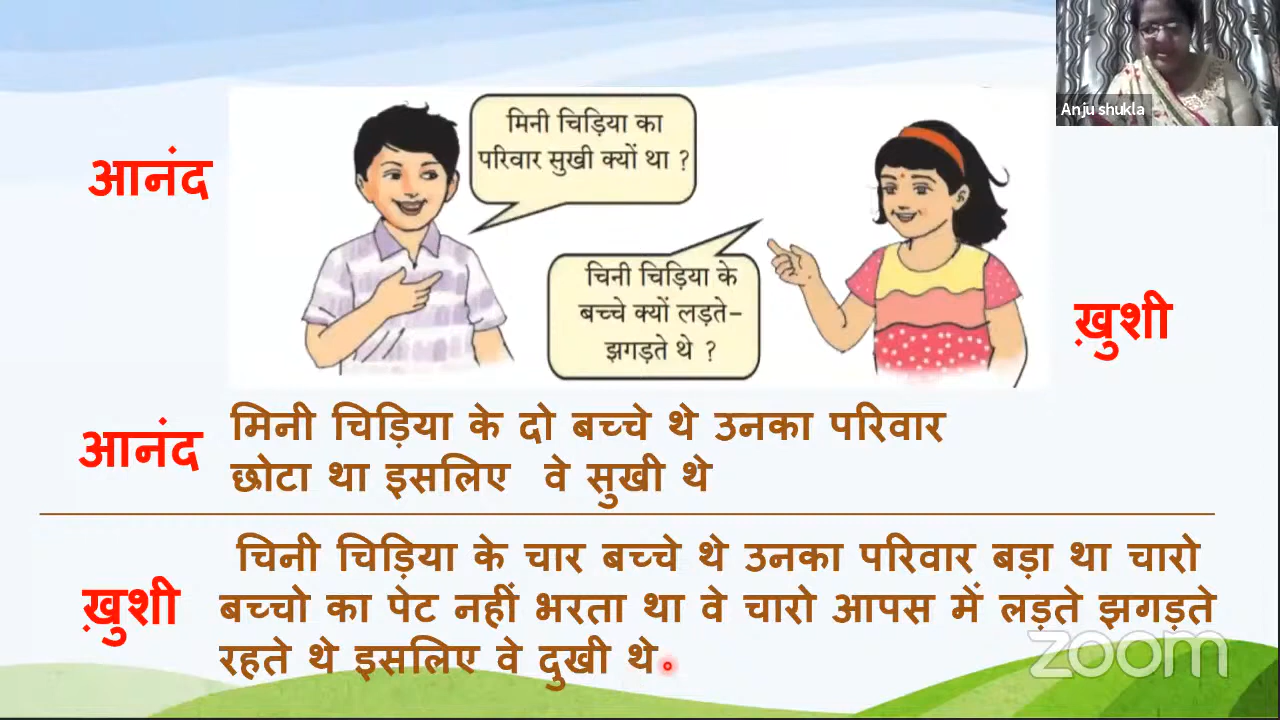 Anju shukla
आनंद
मिनी चिड़िया का
परिवार सुखी क्यों था ?
चिनी चिड़िया के
बच्चे क्यों लड़ते–
झगड़ते थे ?
ख़ुशी
आनंद
मिनी चिड़िया के दो बच्चे थे उनका परिवार
छोटा था इसलिए वे सुखी थे
ख़ुशी
चिनी चिड़िया के चार बच्चे थे उनका परिवार बड़ा था चारो
बच्चो का पेट नहीं भरता था वे चारो आपस में लड़ते झगड़ते
रहते थे इसलिए वे दुखी थे
zoom